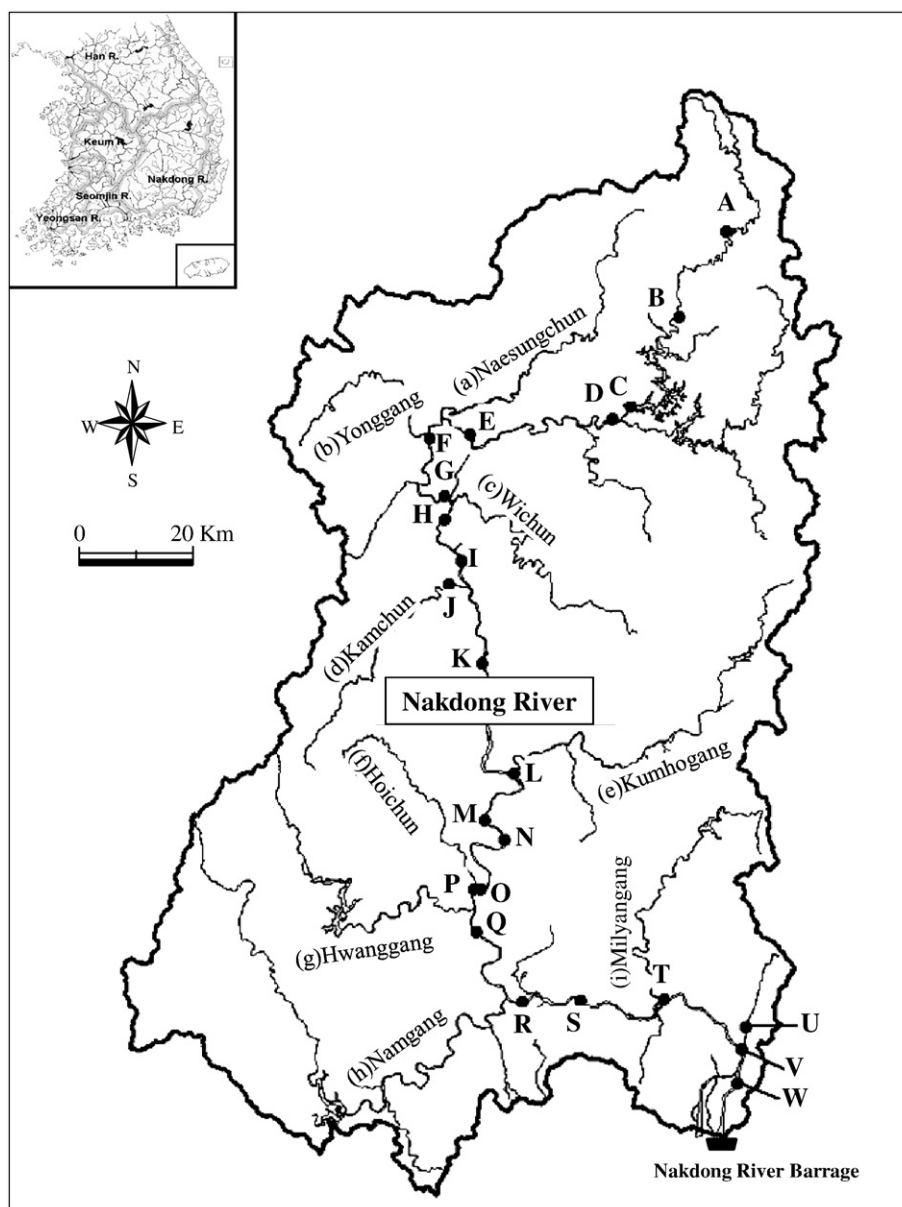 Han R.
Keum R.
Nakdong R.
Seomjin R.
Yeongsan R.
A
B
(a)Naesungchun
N
W E
S
D C
(b)Yonggang
F E
G
(c)Wichun
H
0 20 Km
I
J
(d)Kamchun
K
Nakdong River
(f)Hoichun
L
(e)Kumhogang
M
N
P O
Q
(g)Hwanggang
(i)Milyangang
T
R S
U
(h)Namgang
V
W
Nakdong River Barrage